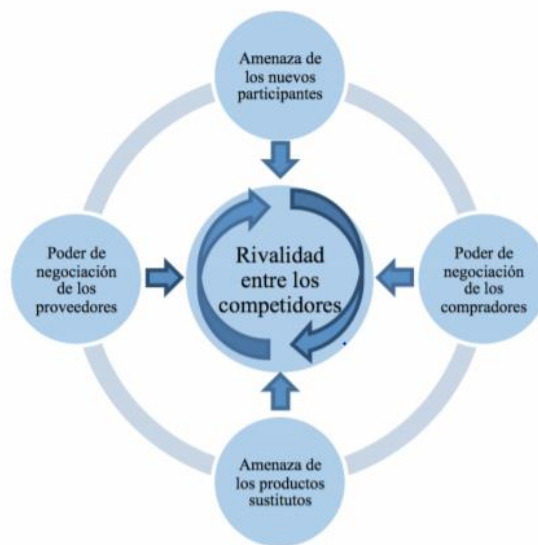 Amenaza de
los nuevos
participantes
Poder de
negociación
de los
proveedores
Rivalidad
entre los
competidores
Poder de
negociación
de los
compradores
Amenaza de
los productos
sustitutos